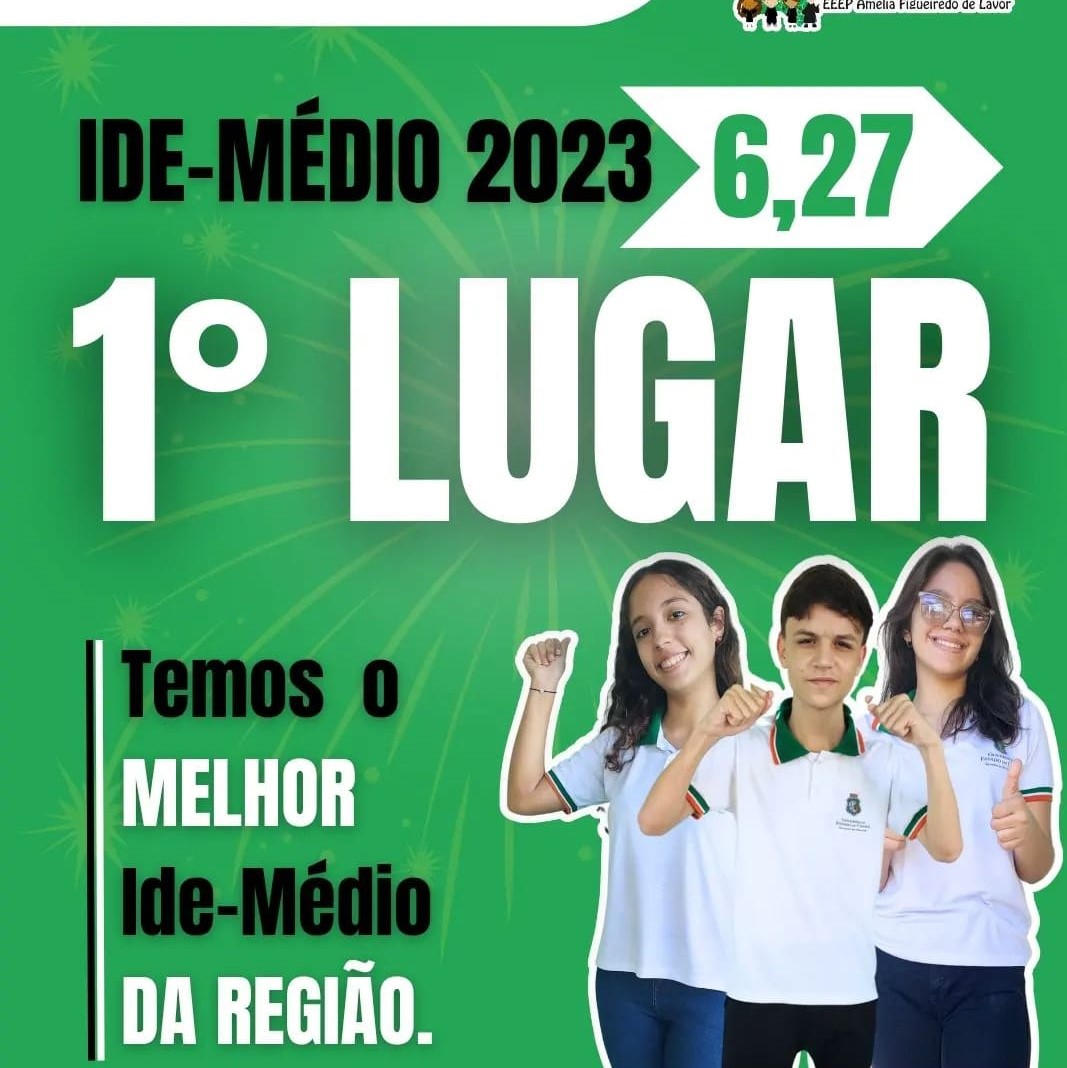 EEEP Amélia Figueiredo de Lavor
IDE-MÉDIO 2023
6,27
1º LUGAR
Temos o
MELHOR
Ide-Médio
DA REGIÃO.